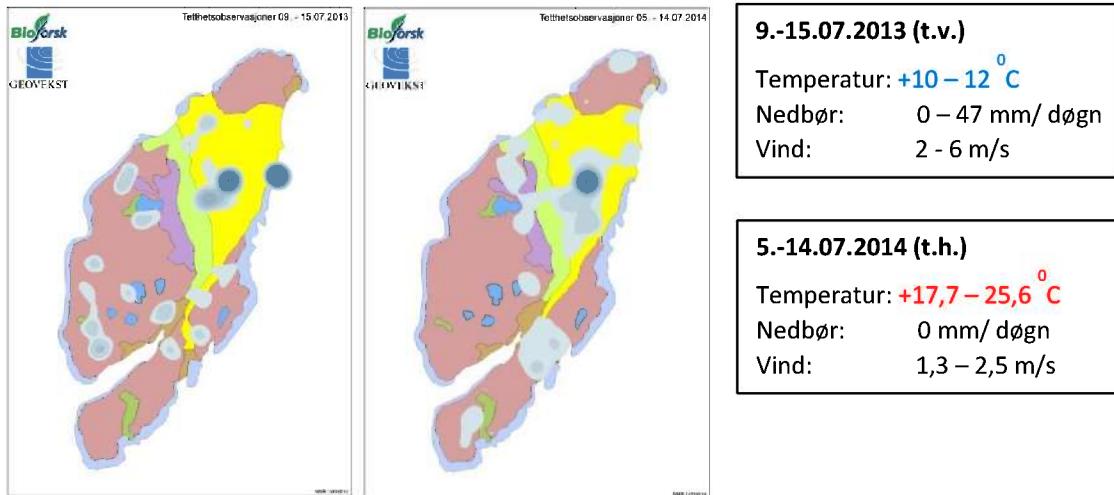 Tetthetsobservasjoner 09. - 15.07.2013
Bioforsk
GEOVEKST
Tetthetsobservasjoner 05. - 14.07.2014
Bioforsk
GEOVEKST
9.-15.07.2013 (t.v.)
Temperatur: +10 – 12 ⁰C
Nedbør: 0 – 47 mm/ døgn
Vind: 2 - 6 m/s
5.-14.07.2014 (t.h.)
Temperatur: +17,7 – 25,6 ⁰C
Nedbør: 0 mm/ døgn
Vind: 1,3 – 2,5 m/s